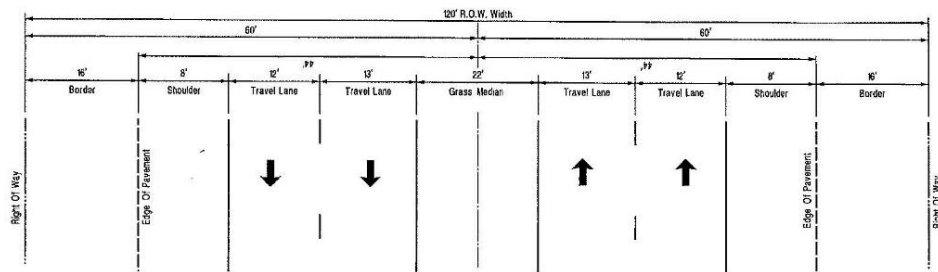 120' R.O.W. Width
60' 60'
44' 44'
16' 8' 12' 13' 22' 13' 12' 8' 16'
Border Shoulder Travel Lane Travel Lane Grass Median Travel Lane Travel Lane Shoulder Border
Right Of Way
Edge Of Pavement
Edge Of Pavement
Right Of Way